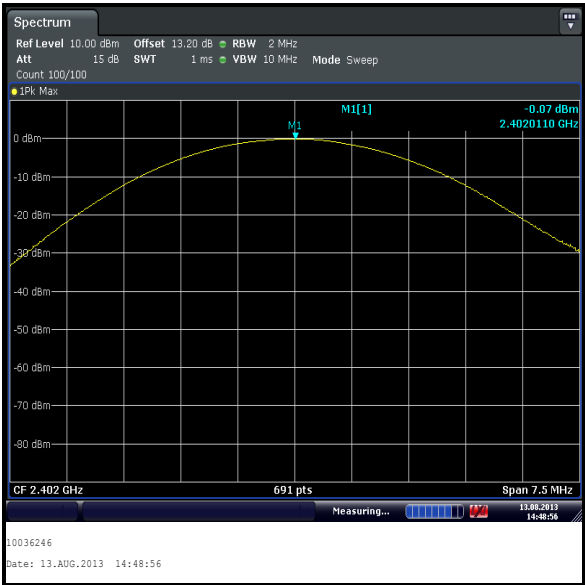 Spectrum
Ref Level 10.00 dBm Offset 13.20 dB RBW 2 MHz
Att 15 dB SWT 1 ms VBW 10 MHz Mode Sweep
Count 100/100
1Pk Max
M1[1] -0.07 dBm
2.4020110 GHz
M1
0 dBm
-10 dBm
-20 dBm
-30 dBm
-40 dBm
-50 dBm
-60 dBm
-70 dBm
-80 dBm
CF 2.402 GHz 691 pts Span 7.5 MHz
Measuring... 13.08.2013
14:48:56
10036246
Date: 13.AUG.2013 14:48:56